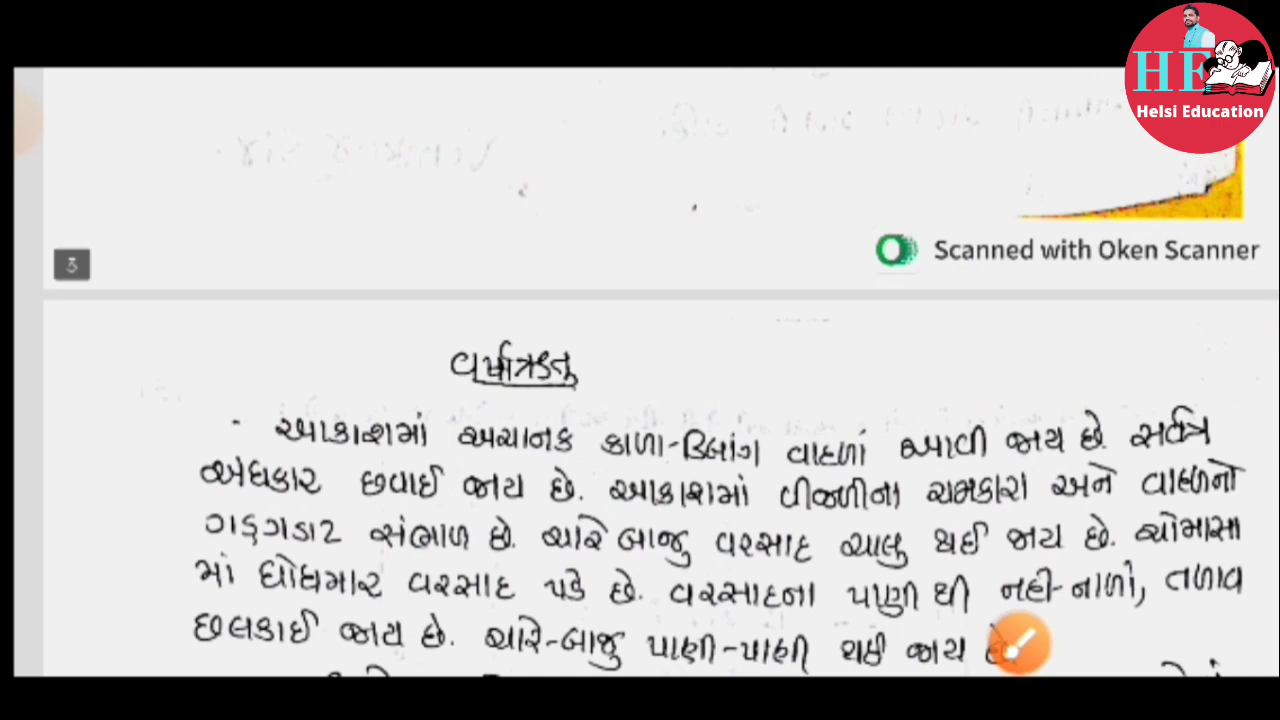 HE
Helsi Education
3
Scanned with Oken Scanner
વર્ષાઋતુ
- આકાશમાં અચાનક કાળા-ડિબાંગ વાદળાં આવી જાય છે. સર્વત્ર
અંધકાર છવાઈ જાય છે. આકાશમાં વીજળીના ચમકારા અને વાદળનો
ગડગડાટ સંભાળ છે. ચારે બાજુ વરસાદ ચાલુ થઈ જાય છે. ચોમાસા
માં ધોધમાર વરસાદ પડે છે. વરસાદના પાણી થી નદી-નાળાં, તળાવ
છલકાઈ જાય છે. ચારે-બાજુ પાણી-પાણી થઈ જાય છે.